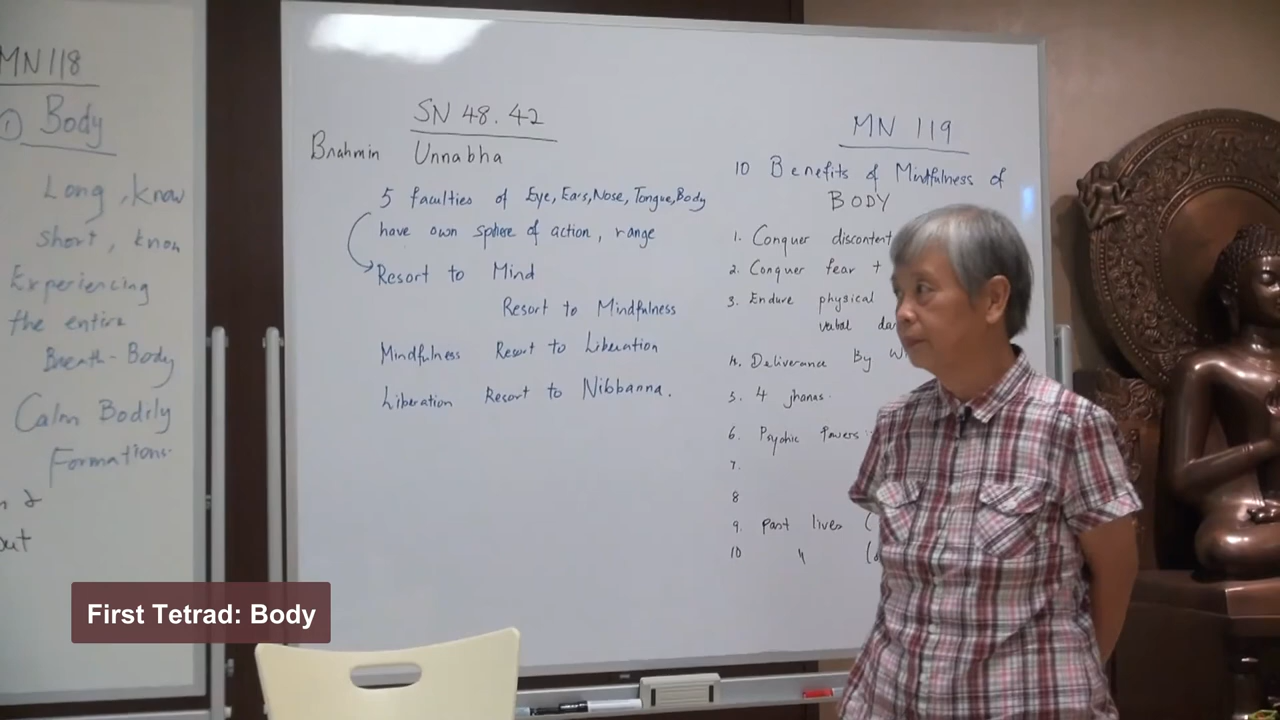 MN 118
① Body
Long, know
short, know
Experiencing
the entire
Breath-Body
Calm Bodily
Formations.
out
SN 48.42
Brahmin Unnabha
5 faculties of Eye, Ears, Nose, Tongue, Body
have own sphere of action, range
Resort to Mind
Resort to Mindfulness
Mindfulness Resort to Liberation
Liberation Resort to Nibbanna.
MN 119
10 Benefits of Mindfulness of
BODY
1. Conquer discontent
2. Conquer fear +
3. Endure physical
4. Deliverance By
5. 4 jhanas.
6. Psychic Powers
7.
8
9. Past lives
10 "
First Tetrad: Body